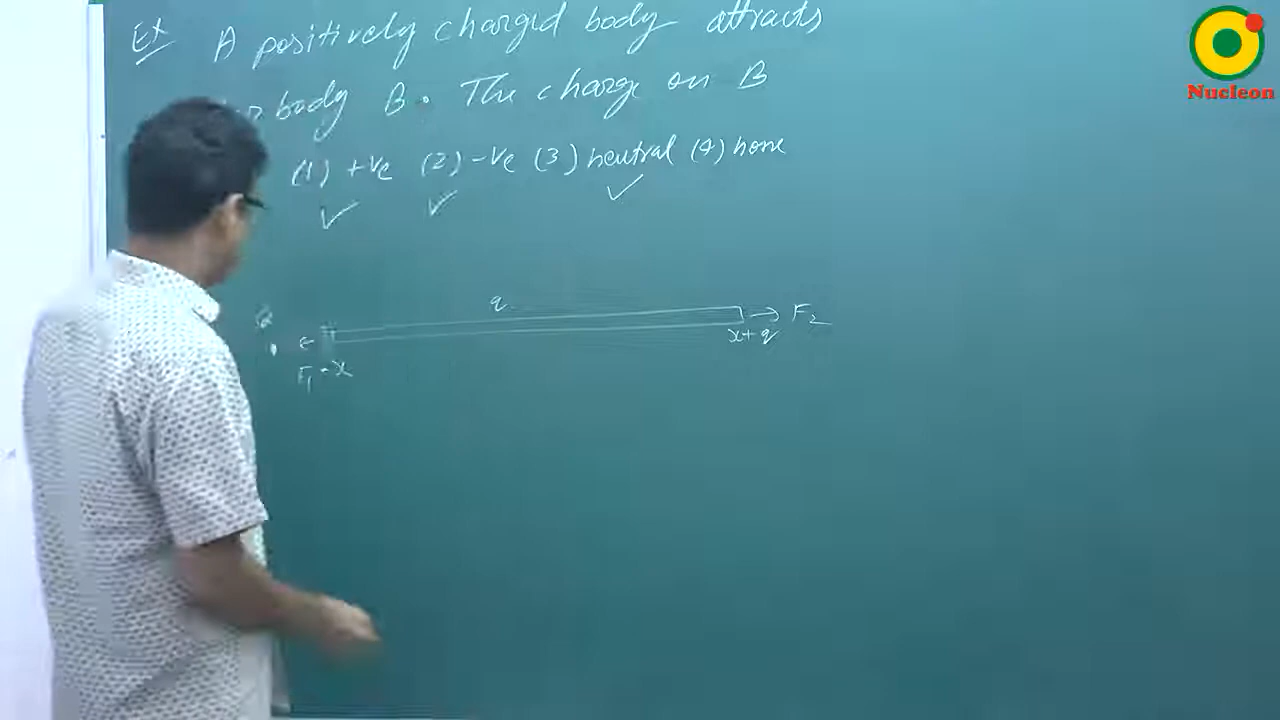 Ex A positively charged body attracts
body B. The charge on B
(1) +ve (2) -ve (3) neutral (4) none
q
Q
F₂
x+q
F₁ -x
Nucleon